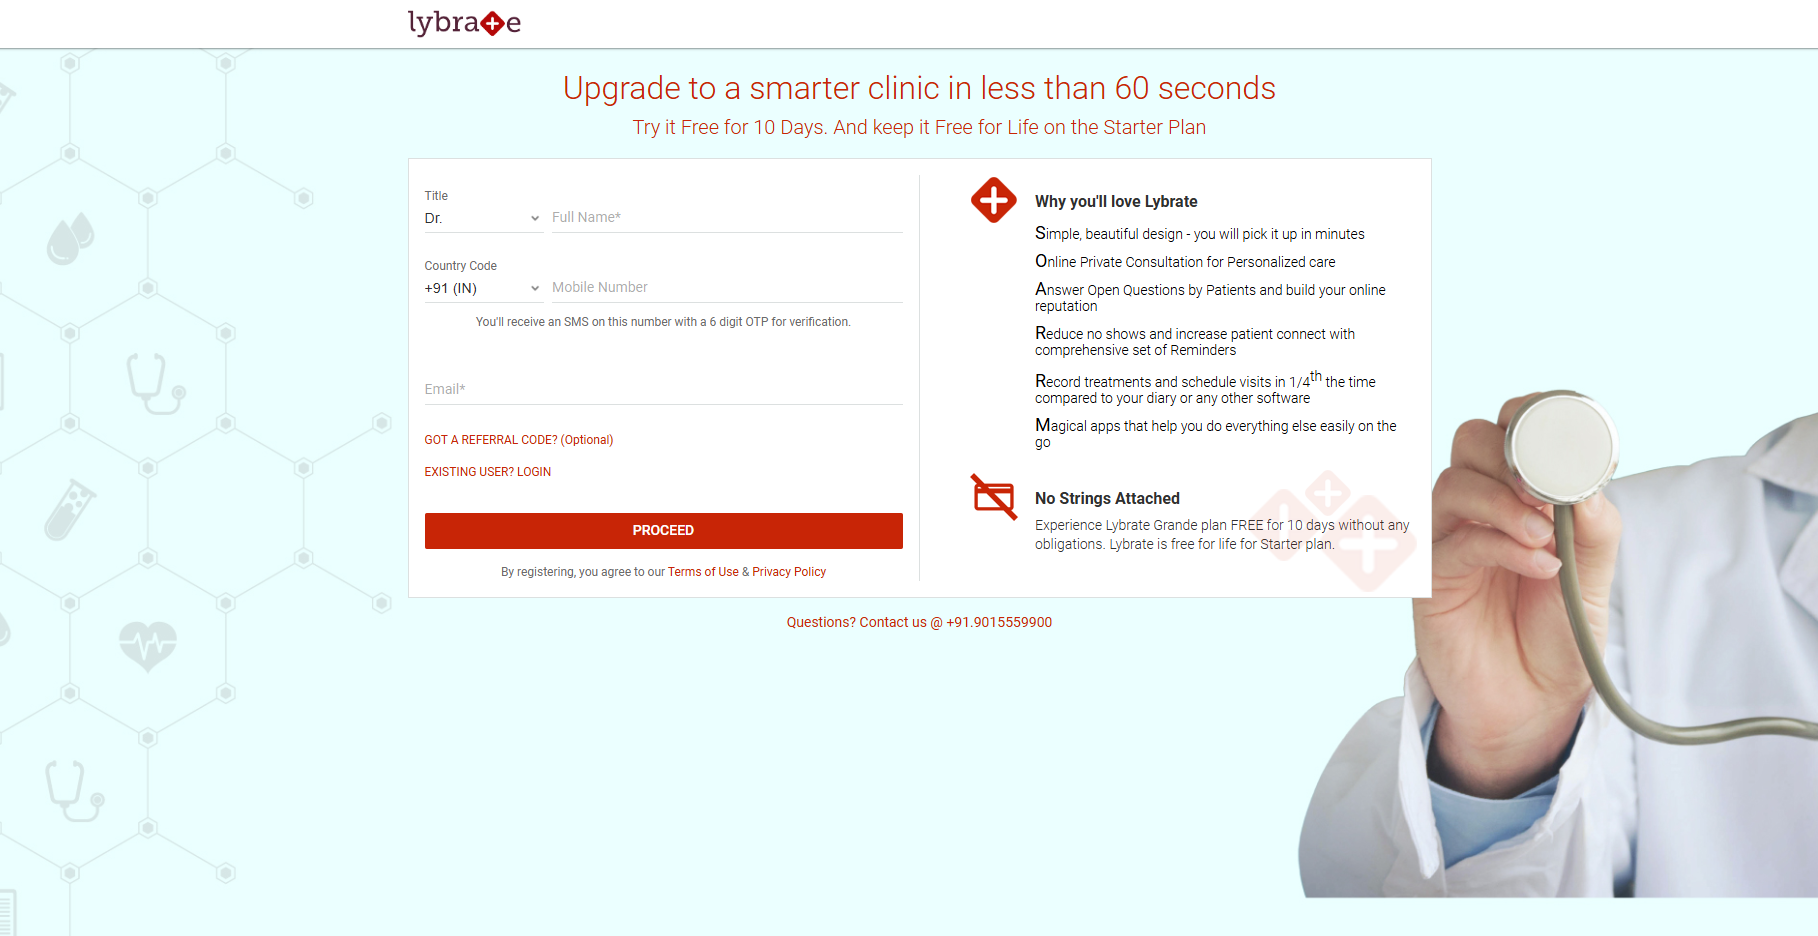 lybrate
Upgrade to a smarter clinic in less than 60 seconds
Try it Free for 10 Days. And keep it Free for Life on the Starter Plan
Title
Dr.
Full Name*
Country Code
+91 (IN)
Mobile Number
You'll receive an SMS on this number with a 6 digit OTP for verification.
Email*
GOT A REFERRAL CODE? (Optional)
EXISTING USER? LOGIN
PROCEED
By registering, you agree to our Terms of Use & Privacy Policy
Why you'll love Lybrate
Simple, beautiful design - you will pick it up in minutes
Online Private Consultation for Personalized care
Answer Open Questions by Patients and build your online
reputation
Reduce no shows and increase patient connect with
comprehensive set of Reminders
Record treatments and schedule visits in 1/4th the time
compared to your diary or any other software
Magical apps that help you do everything else easily on the
go
No Strings Attached
Experience Lybrate Grande plan FREE for 10 days without any
obligations. Lybrate is free for life for Starter plan.
Questions? Contact us @ +91.9015559900